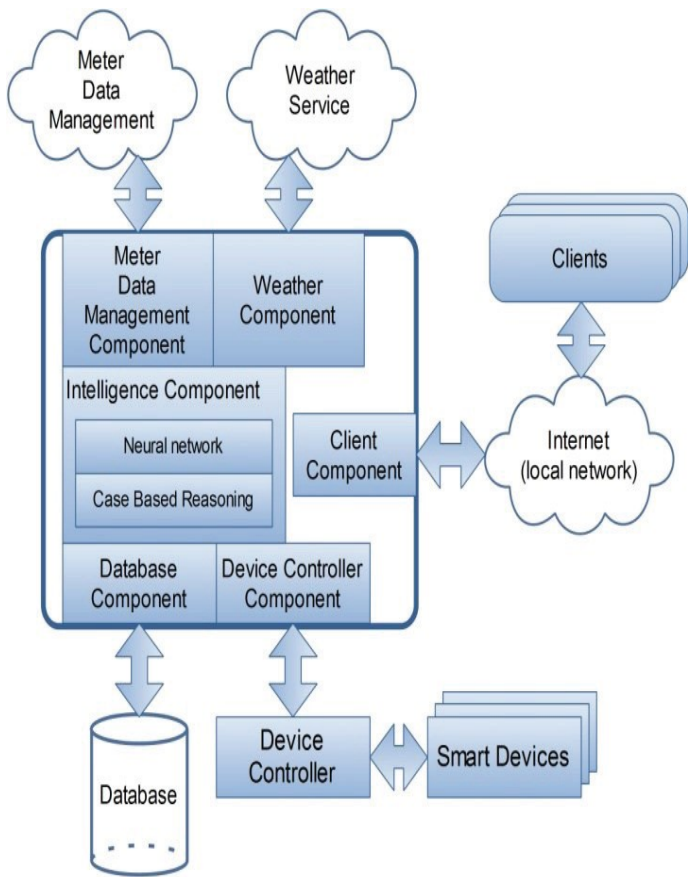 Meter
Data
Management
Weather
Service
Meter
Data
Management
Component
Weather
Component
Clients
Intelligence Component
Neural network
Case Based Reasoning
Client
Component
Internet
(local network)
Database
Component
Device Controller
Component
Database
Device
Controller
Smart Devices